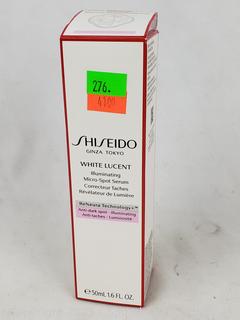 276.
SHISEIDO
GINZA TOKYO
WHITE LUCENT
Illuminating
Micro-Spot Serum
Correcteur Taches
Révélateur de Lumière
ReNeura Technology+™
Anti-dark spot · Illuminating
Anti-taches · Luminosité
℮ 50mL 1.6 FL. OZ.